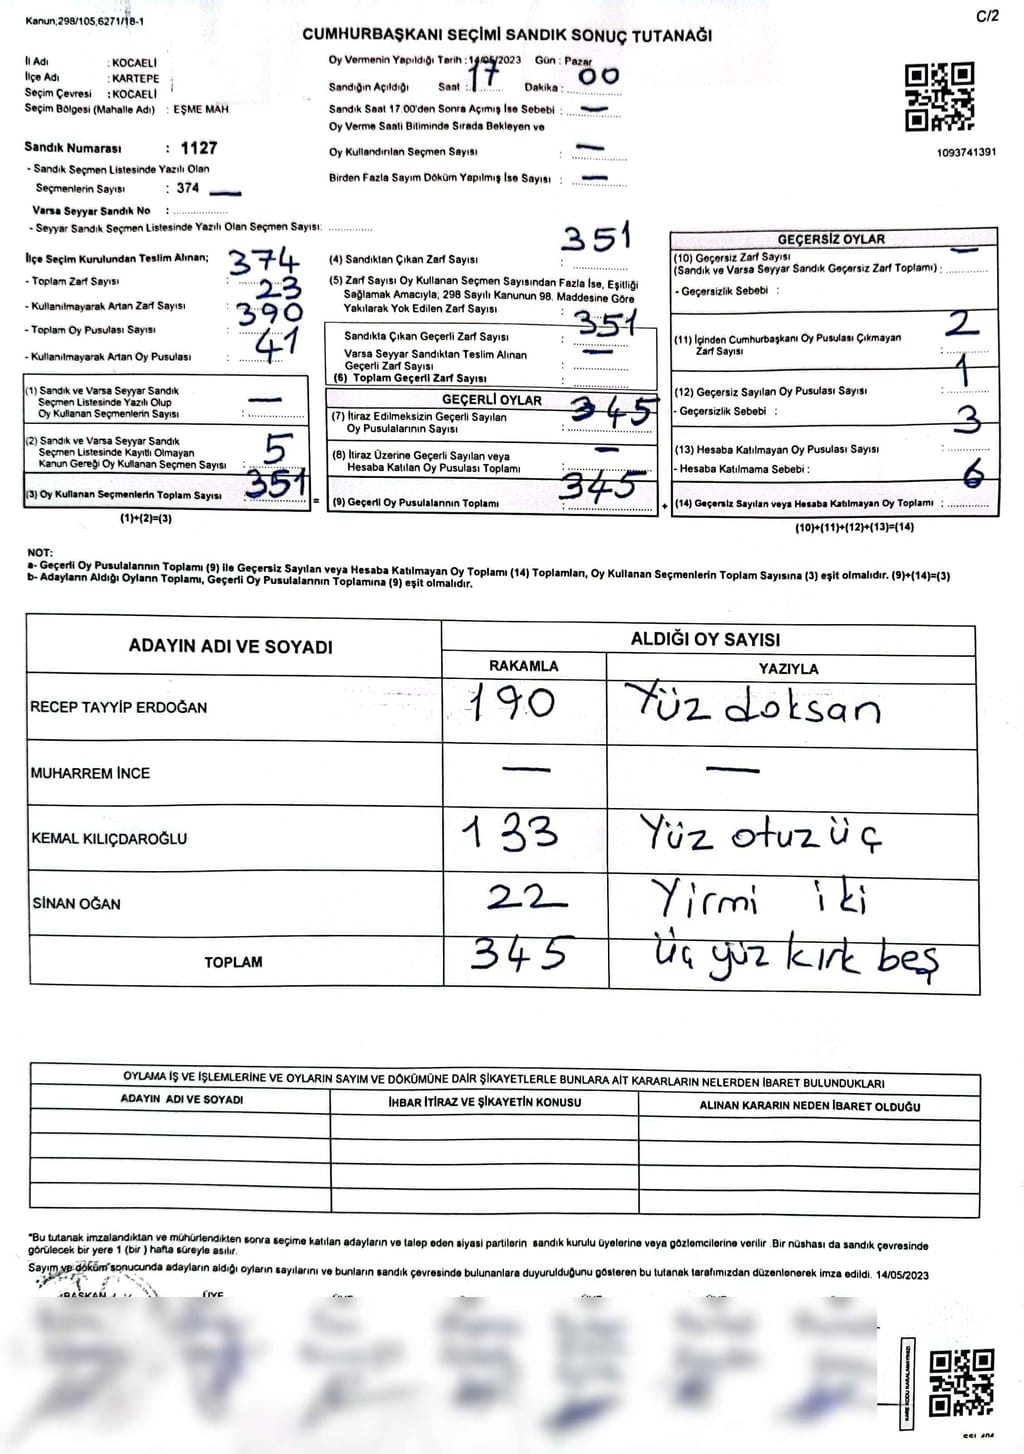 Kanun,298/105,6271/18-1
C/2
CUMHURBAŞKANI SEÇİMİ SANDIK SONUÇ TUTANAĞI
İl Adı : KOCAELİ
İlçe Adı : KARTEPE
Seçim Çevresi : KOCAELİ
Seçim Bölgesi (Mahalle Adı) : EŞME MAH
Sandık Numarası : 1127
- Sandık Seçmen Listesinde Yazılı Olan
Seçmenlerin Sayısı : 374 —
Varsa Seyyar Sandık No : ..................
- Seyyar Sandık Seçmen Listesinde Yazılı Olan Seçmen Sayısı: ..............
Oy Vermenin Yapıldığı Tarih : 14/05/2023 Gün : Pazar
Sandığın Açıldığı Saat : 17 Dakika : 00
Sandık Saat 17.00'den Sonra Açımış İse Sebebi : —
Oy Verme Saati Bitiminde Sırada Bekleyen ve
Oy Kullandırılan Seçmen Sayısı : —
Birden Fazla Sayım Döküm Yapılmış İse Sayısı : —
1093741391
İlçe Seçim Kurulundan Teslim Alınan;
- Toplam Zarf Sayısı : 374
- Kullanılmayarak Artan Zarf Sayısı : 23
- Toplam Oy Pusulası Sayısı : 390
- Kullanılmayarak Artan Oy Pusulası : 41
(1) Sandık ve Varsa Seyyar Sandık
Seçmen Listesinde Yazılı Olup
Oy Kullanan Seçmenlerin Sayısı : —
(2) Sandık ve Varsa Seyyar Sandık
Seçmen Listesinde Kayıtlı Olmayan
Kanun Gereği Oy Kullanan Seçmen Sayısı : 5
(3) Oy Kullanan Seçmenlerin Toplam Sayısı : 351
(1)+(2)=(3)
(4) Sandıktan Çıkan Zarf Sayısı : 351
(5) Zarf Sayısı Oy Kullanan Seçmen Sayısından Fazla İse, Eşitliği
Sağlamak Amacıyla; 298 Sayılı Kanunun 98. Maddesine Göre
Yakılarak Yok Edilen Zarf Sayısı :
Sandıkta Çıkan Geçerli Zarf Sayısı : 351
Varsa Seyyar Sandıktan Teslim Alınan
Geçerli Zarf Sayısı : —
(6) Toplam Geçerli Zarf Sayısı :
GEÇERLİ OYLAR
(7) İtiraz Edilmeksizin Geçerli Sayılan
Oy Pusulalarının Sayısı : 345
(8) İtiraz Üzerine Geçerli Sayılan veya
Hesaba Katılan Oy Pusulası Toplamı : —
= (9) Geçerli Oy Pusulalarının Toplamı : 345
GEÇERSİZ OYLAR
(10) Geçersiz Zarf Sayısı —
(Sandık ve Varsa Seyyar Sandık Geçersiz Zarf Toplamı) : ............
- Geçersizlik Sebebi :
(11) İçinden Cumhurbaşkanı Oy Pusulası Çıkmayan
Zarf Sayısı : 2
(12) Geçersiz Sayılan Oy Pusulası Sayısı : 1
- Geçersizlik Sebebi :
(13) Hesaba Katılmayan Oy Pusulası Sayısı : 3
- Hesaba Katılmama Sebebi :
+ (14) Geçersiz Sayılan veya Hesaba Katılmayan Oy Toplamı : 6
(10)+(11)+(12)+(13)=(14)
NOT:
a- Geçerli Oy Pusulalarının Toplamı (9) ile Geçersiz Sayılan veya Hesaba Katılmayan Oy Toplamı (14) Toplamları, Oy Kullanan Seçmenlerin Toplam Sayısına (3) eşit olmalıdır. (9)+(14)=(3)
b- Adayların Aldığı Oyların Toplamı, Geçerli Oy Pusulalarının Toplamına (9) eşit olmalıdır.
ADAYIN ADI VE SOYADI ALDIĞI OY SAYISI
RAKAMLA YAZIYLA
RECEP TAYYİP ERDOĞAN 190 Yüz doksan
MUHARREM İNCE — —
KEMAL KILIÇDAROĞLU 133 Yüz otuz üç
SİNAN OĞAN 22 Yirmi iki
TOPLAM 345 üç yüz kırk beş
OYLAMA İŞ VE İŞLEMLERİNE VE OYLARIN SAYIM VE DÖKÜMÜNE DAİR ŞİKAYETLERLE BUNLARA AİT KARARLARIN NELERDEN İBARET BULUNDUKLARI
ADAYIN ADI VE SOYADI İHBAR İTİRAZ VE ŞİKAYETİN KONUSU ALINAN KARARIN NEDEN İBARET OLDUĞU
*Bu tutanak imzalandıktan ve mühürlendikten sonra seçime katılan adayların ve talep eden siyasi partilerin sandık kurulu üyelerine veya gözlemcilerine verilir .Bir nüshası da sandık çevresinde
görülecek bir yere 1 (bir ) hafta süreyle asılır.
Sayım ve döküm sonucunda adayların aldığı oyların sayılarını ve bunların sandık çevresinde bulunanlara duyurulduğunu gösteren bu tutanak tarafımızdan düzenlenerek imza edildi. 14/05/2023
BAŞKAN ÜYE